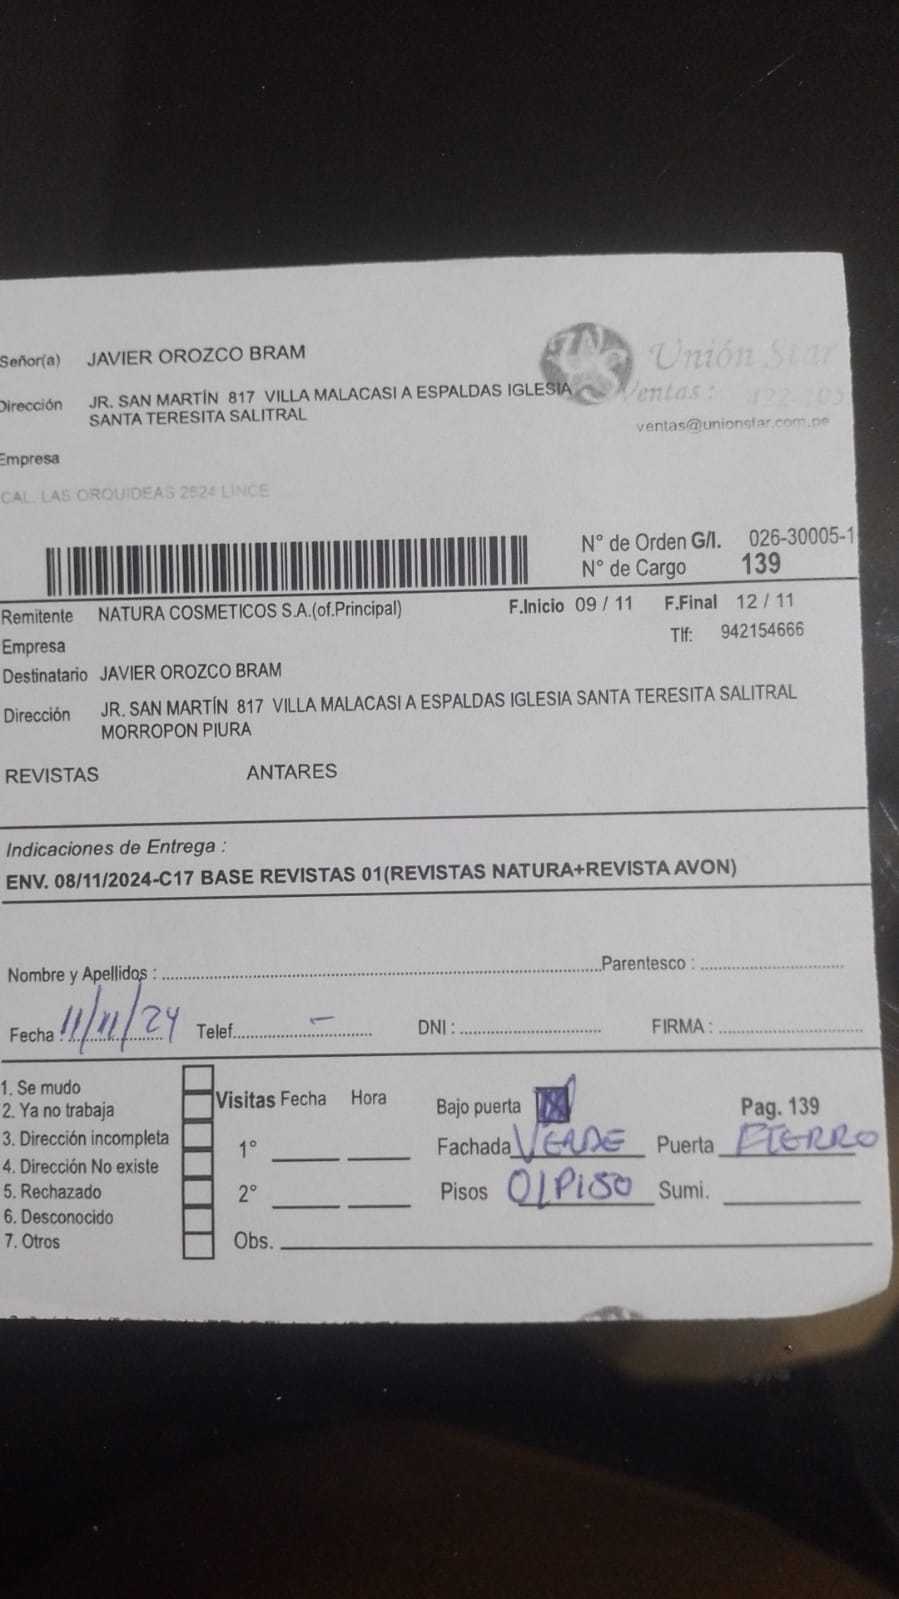 Señor(a) JAVIER OROZCO BRAM
Unión Star
Dirección JR. SAN MARTÍN 817 VILLA MALACASI A ESPALDAS IGLESIA
Ventas:
SANTA TERESITA SALITRAL
ventas@unionstar.com.pe
Empresa
CAL. LAS ORQUIDEAS 2624 LINCE
N° de Orden G/I. 026-30005-1
N° de Cargo 139
Remitente NATURA COSMETICOS S.A.(of.Principal) F.Inicio 09 / 11 F.Final 12 / 11
Empresa Tlf: 942154666
Destinatario JAVIER OROZCO BRAM
Dirección JR. SAN MARTÍN 817 VILLA MALACASI A ESPALDAS IGLESIA SANTA TERESITA SALITRAL
MORROPON PIURA
REVISTAS ANTARES
Indicaciones de Entrega :
ENV. 08/11/2024-C17 BASE REVISTAS 01(REVISTAS NATURA+REVISTA AVON)
Nombre y Apellidos : Parentesco :
Fecha : 11/11/24 Telef. - DNI : FIRMA :
1. Se mudo
2. Ya no trabaja
3. Dirección incompleta
4. Dirección No existe
5. Rechazado
6. Desconocido
7. Otros
Visitas Fecha Hora
1°
2°
Obs.
Bajo puerta X Pag. 139
Fachada VERDE Puerta FIERRO
Pisos 01 PISO Sumi.